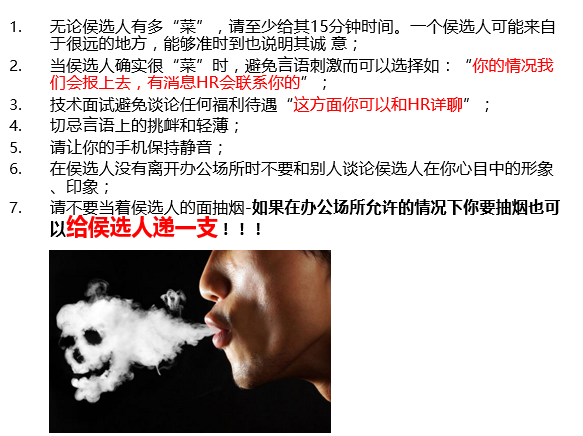 1. 无论侯选人有多“菜”，请至少给其15分钟时间。一个侯选人可能来自
于很远的地方，能够准时到也说明其诚 意；
2. 当侯选人确实很“菜”时，避免言语刺激而可以选择如：“你的情况我
们会报上去，有消息HR会联系你的”；
3. 技术面试避免谈论任何福利待遇“这方面你可以和HR详聊”；
4. 切忌言语上的挑衅和轻薄；
5. 请让你的手机保持静音；
6. 在侯选人没有离开办公场所时不要和别人谈论侯选人在你心目中的形象
、印象；
7. 请不要当着侯选人的面抽烟-如果在办公场所允许的情况下你要抽烟也可
以给侯选人递一支！！！